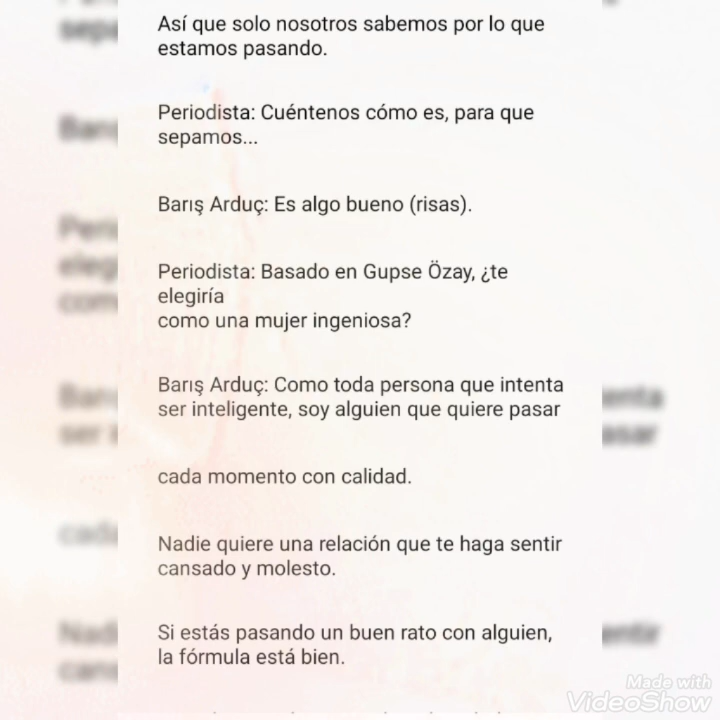 Así que solo nosotros sabemos por lo que
estamos pasando.
Periodista: Cuéntenos cómo es, para que
sepamos...
Barış Arduç: Es algo bueno (risas).
Periodista: Basado en Gupse Özay, ¿te
elegiría
como una mujer ingeniosa?
Barış Arduç: Como toda persona que intenta
ser inteligente, soy alguien que quiere pasar
cada momento con calidad.
Nadie quiere una relación que te haga sentir
cansado y molesto.
Si estás pasando un buen rato con alguien,
la fórmula está bien.
Made with
VideoShow